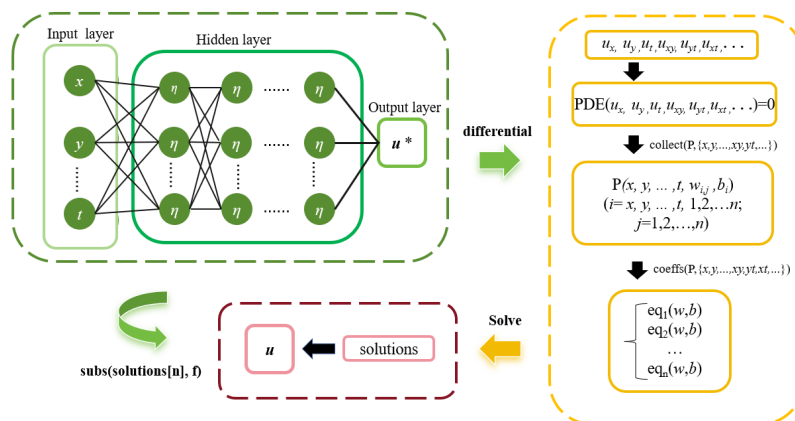 Input layer
Hidden layer
x
η
η
......
η
Output layer
u *
y
η
η
......
η
t
η
η
......
η
differential
u_x, u_y,u_t,u_xy,u_yt,u_xt,...
PDE(u_x, u_y,u_t,u_xy,u_yt,u_xt,...)=0
collect(P,{x,y,...,xy,yt,...})
P(x, y, ... ,t, w_i,j ,b_i)
(i= x, y, ... ,t, 1,2,...n;
j=1,2,...,n)
coeffs(P,{x,y,...,xy,yt,xt,...})
eq_1(w,b)
eq_2(w,b)
...
eq_n(w,b)
Solve
solutions
u
subs(solutions[n], f)